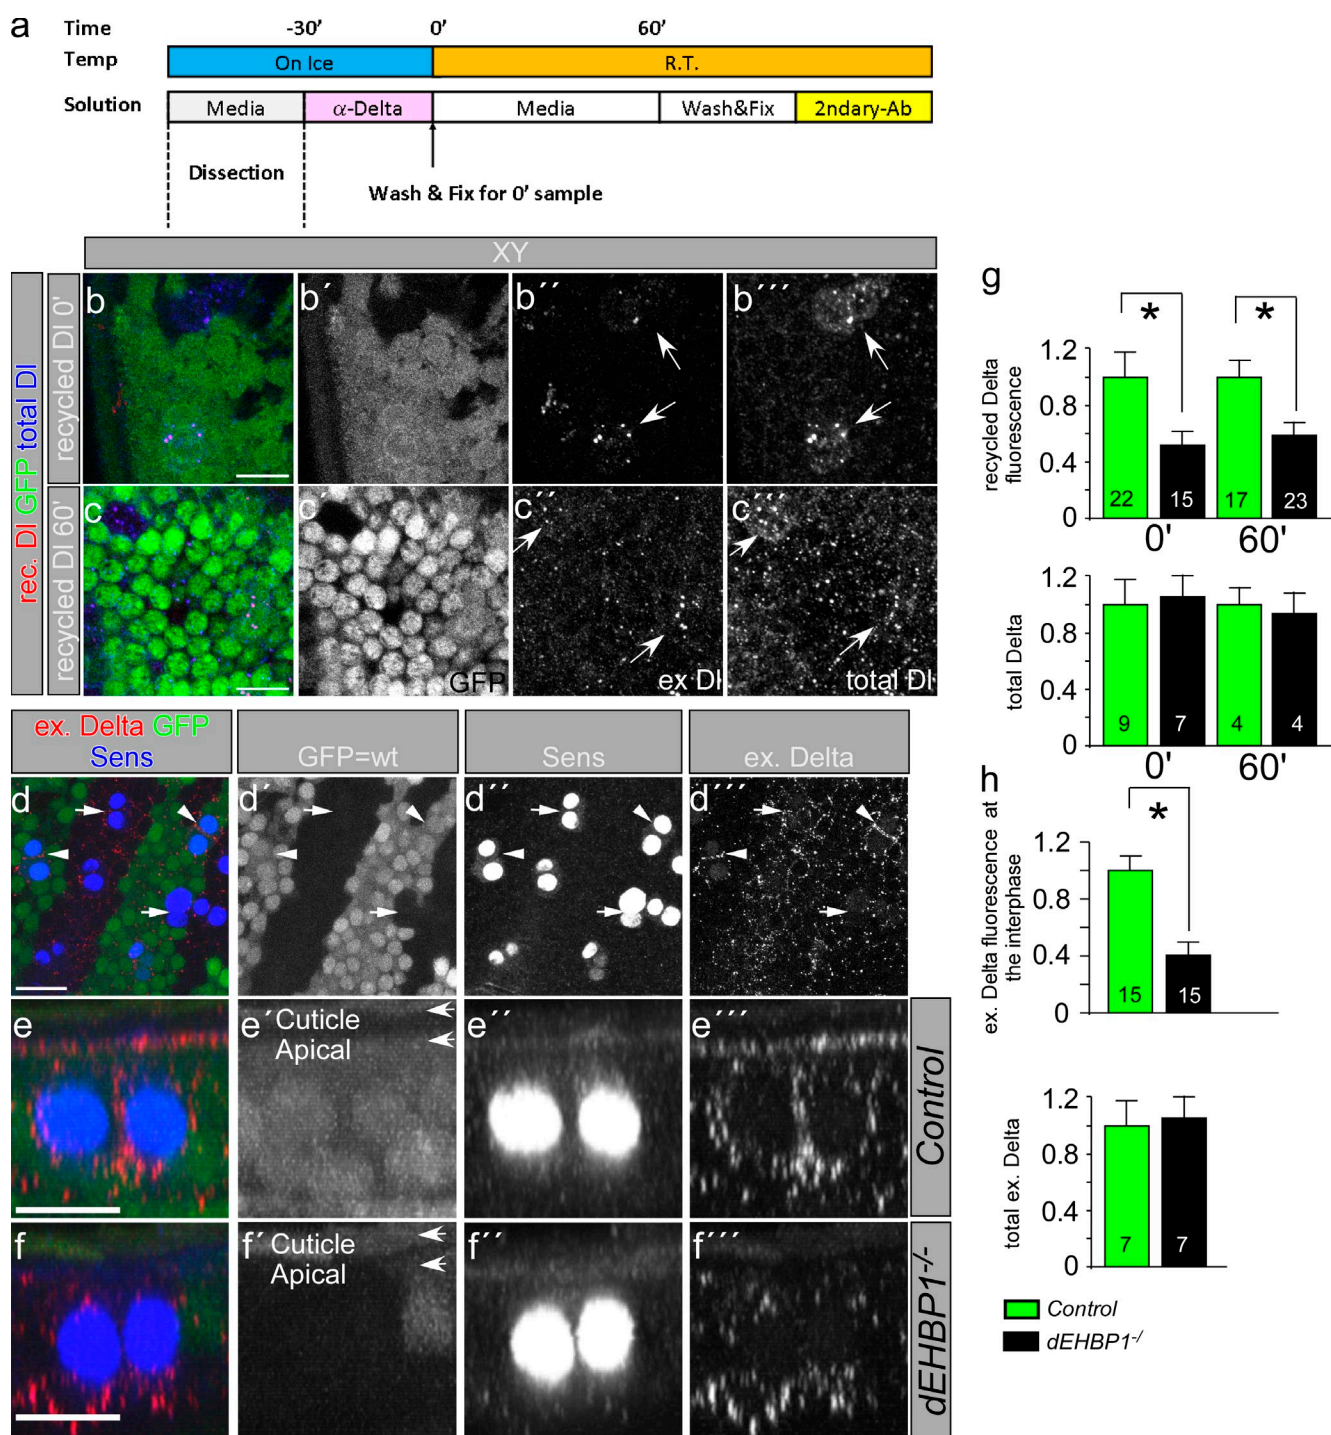 a
Time -30' 0' 60'
Temp On Ice R.T.
Solution Media α-Delta Media Wash&Fix 2ndary-Ab
Dissection
Wash & Fix for 0' sample
XY
rec. Dl GFP total Dl
recycled Dl 0'
b b´ b´´ b´´´
recycled Dl 60'
c c´ c´´ c´´´
GFP ex Dl total Dl
ex. Delta GFP
Sens
GFP=wt
Sens
ex. Delta
d d´ d´´ d´´´
e e´ e´´ e´´´
Cuticle
Apical
Control
f f´ f´´ f´´´
Cuticle
Apical
dEHBP1-/-
g
recycled Delta
fluorescence
* *
1.2
0.8
0.4
0
22 15 17 23
0' 60'
total Delta
1.2
0.8
0.4
0
9 7 4 4
0' 60'
h
ex. Delta fluorescence at
the interphase
*
1.2
0.8
0.4
0
15 15
total ex. Delta
1.2
0.8
0.4
0
7 7
Control
dEHBP1-/